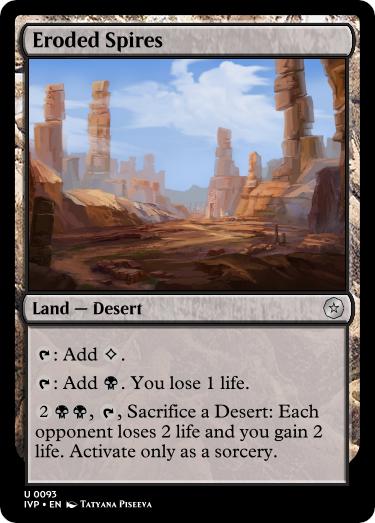 Eroded Spires
Land — Desert
: Add .
: Add . You lose 1 life.
2 , , Sacrifice a Desert: Each
opponent loses 2 life and you gain 2
life. Activate only as a sorcery.
U 0093
IVP • EN Tatyana Piseeva